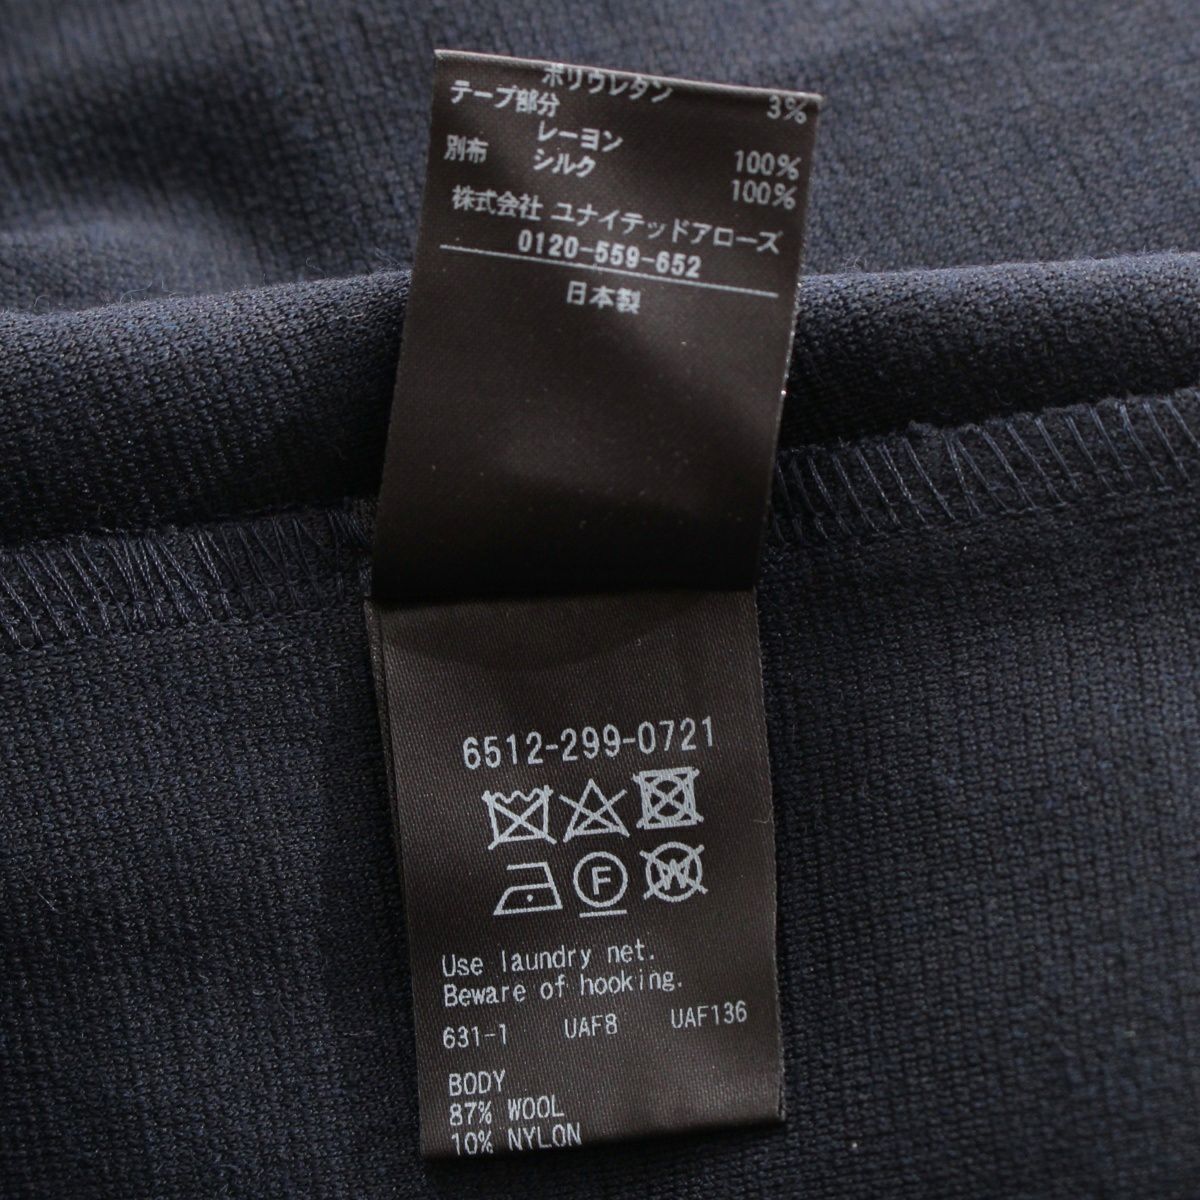 ポリウレタン 3%
テープ部分
レーヨン 100%
別布 シルク 100%
株式会社 ユナイテッドアローズ
0120-559-652
日本製
6512-299-0721
F W
Use laundry net.
Beware of hooking.
631-1 UAF8 UAF136
BODY
87% WOOL
10% NYLON